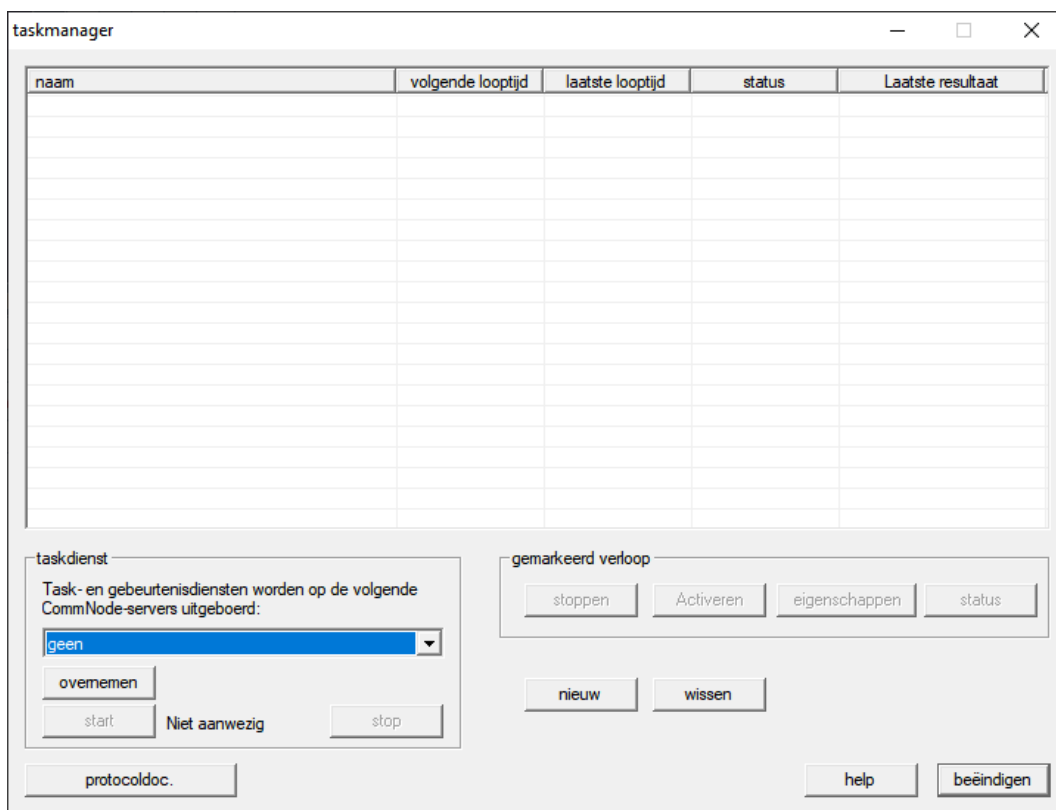 taskmanager
naam volgende looptijd laatste looptijd status Laatste resultaat
taskdienst
Task- en gebeurtenisdiensten worden op de volgende
CommNode-servers uitgeboerd:
geen
overnemen
start Niet aanwezig stop
gemarkeerd verloop
stoppen Activeren eigenschappen status
nieuw wissen
protocoldoc. help beëindigen